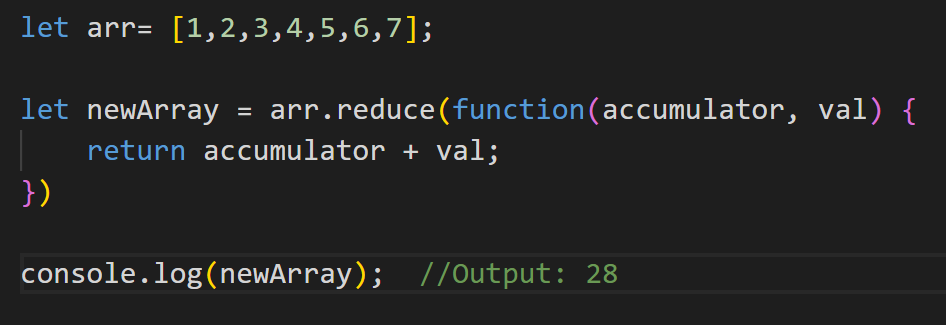 let arr= [1,2,3,4,5,6,7];
let newArray = arr.reduce(function(accumulator, val) {
    return accumulator + val;
})
console.log(newArray);  //Output: 28